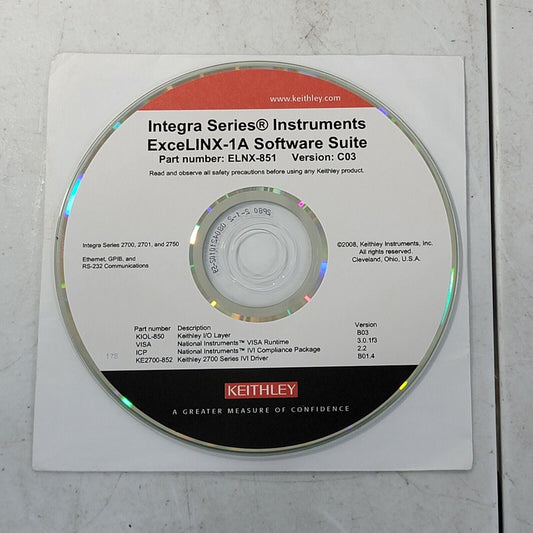 www.keithley.com
Integra Series® Instruments
ExceLINX-1A Software Suite
Part number: ELNX-851 Version: C03
Read and observe all safety precautions before using any Keithley product.
Integra Series 2700, 2701, and 2750
Ethernet, GPIB, and
RS-232 Communications
©2008, Keithley Instruments, Inc.
All rights reserved.
Cleveland, Ohio, U.S.A.
Part number Description Version
KIOL-850 Keithley I/O Layer B03
VISA National Instruments™ VISA Runtime 3.0.1f3
ICP National Instruments™ IVI Compliance Package 2.2
KE2700-852 Keithley 2700 Series IVI Driver B01.4
KEITHLEY
A GREATER MEASURE OF CONFIDENCE